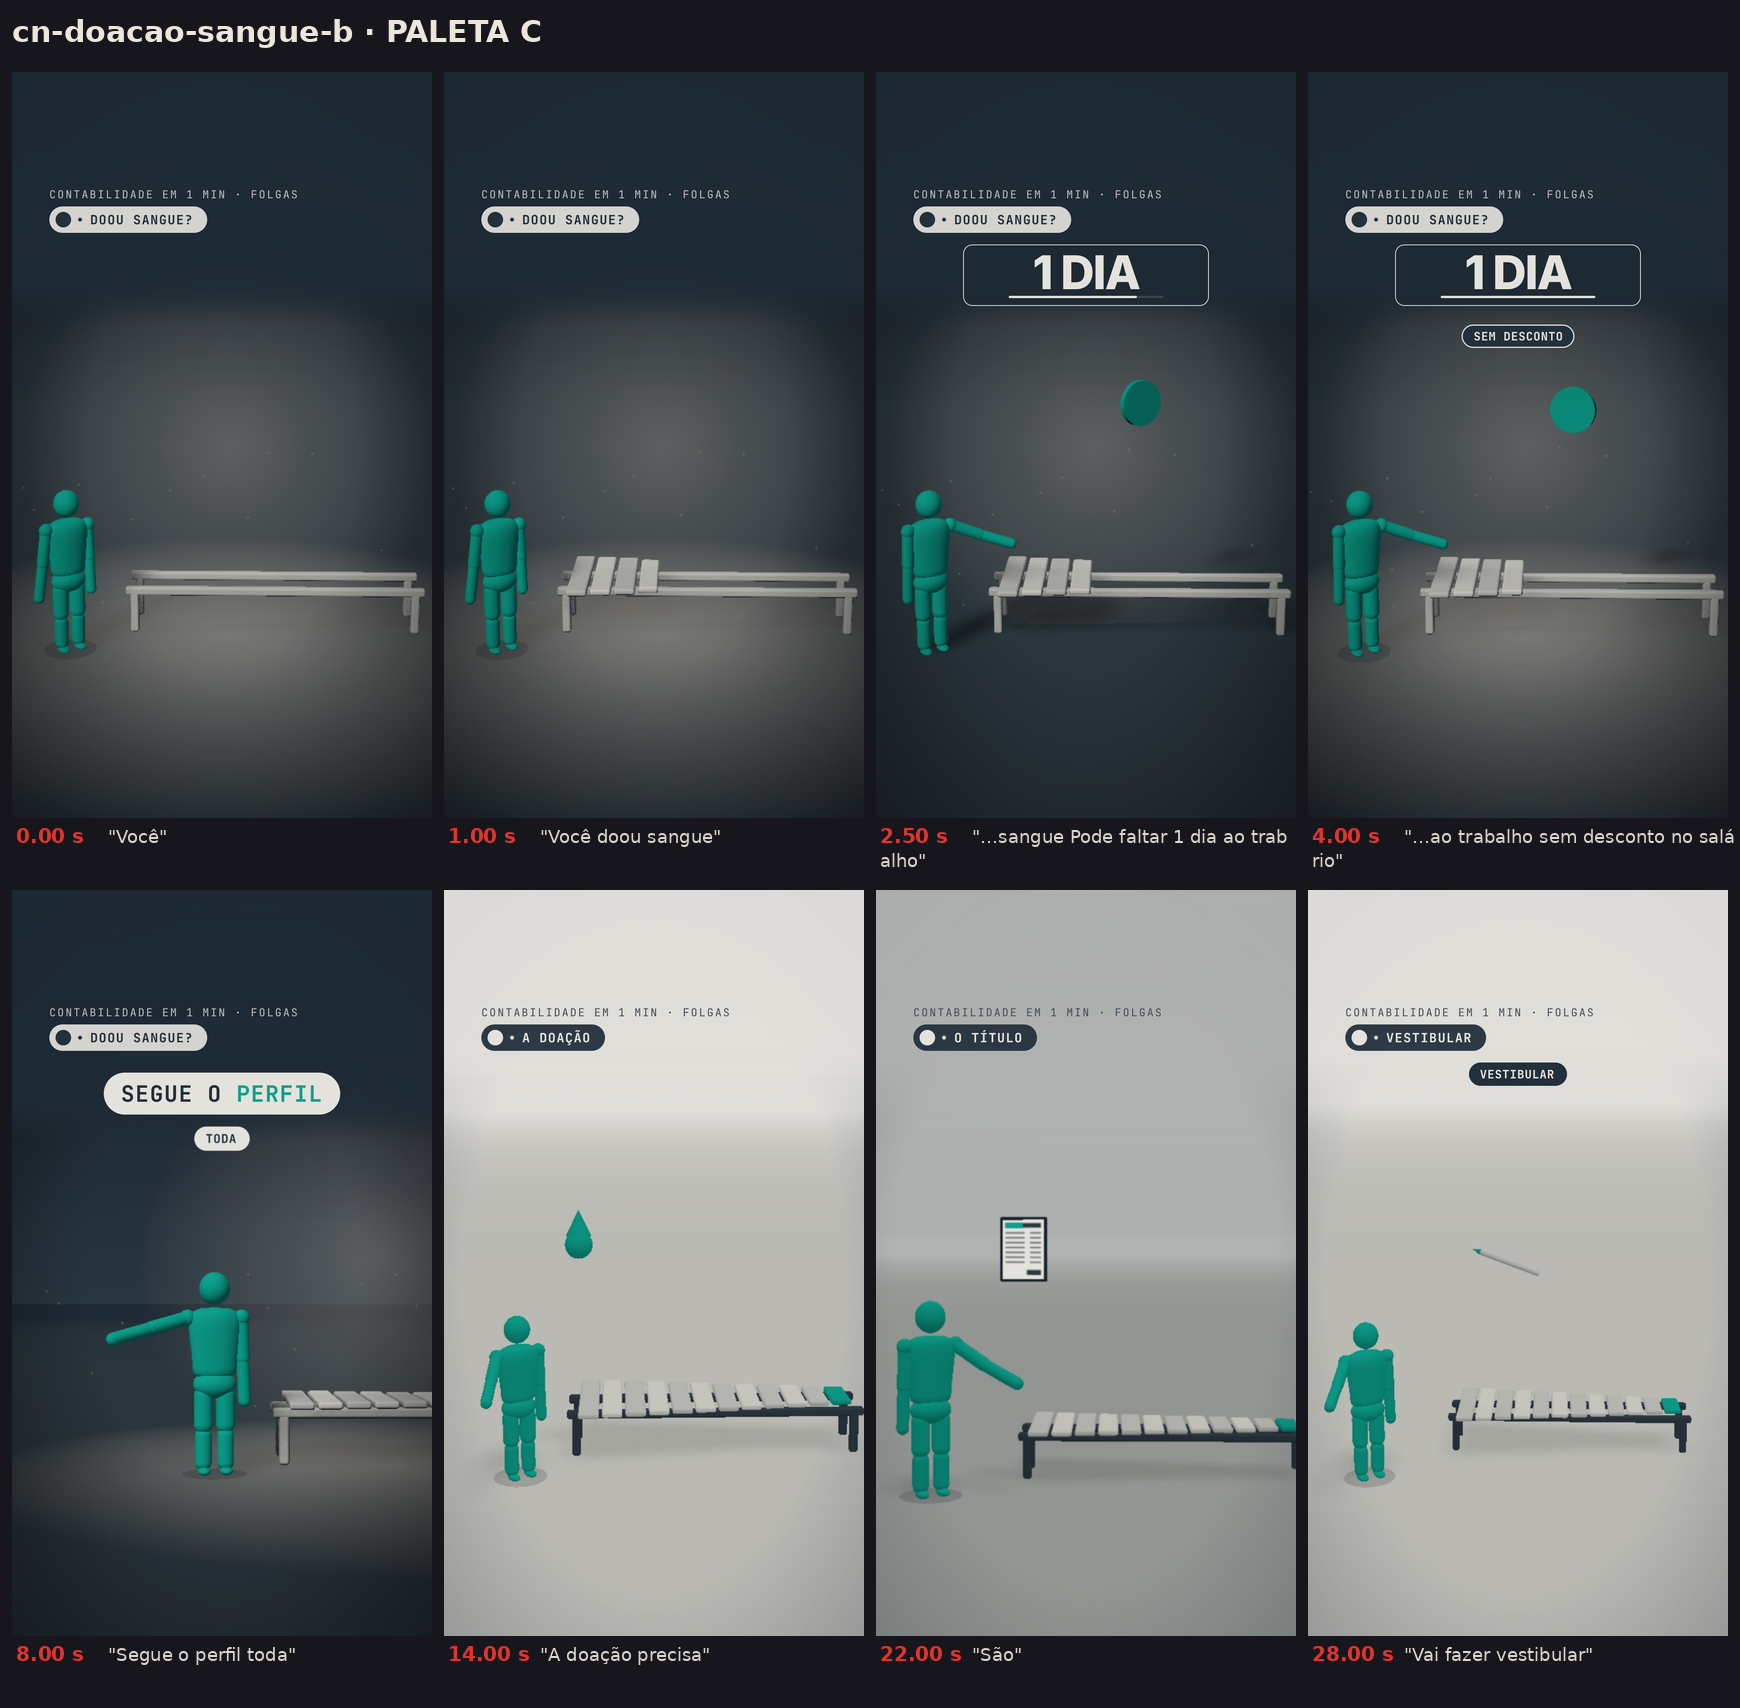 cn-doacao-sangue-b · PALETA C
CONTABILIDADE EM 1 MIN · FOLGAS
• DOOU SANGUE?
0.00 s "Você"
CONTABILIDADE EM 1 MIN · FOLGAS
• DOOU SANGUE?
1.00 s "Você doou sangue"
CONTABILIDADE EM 1 MIN · FOLGAS
• DOOU SANGUE?
1 DIA
2.50 s "...sangue Pode faltar 1 dia ao trab
alho"
CONTABILIDADE EM 1 MIN · FOLGAS
• DOOU SANGUE?
1 DIA
SEM DESCONTO
4.00 s "...ao trabalho sem desconto no salá
rio"
CONTABILIDADE EM 1 MIN · FOLGAS
• DOOU SANGUE?
SEGUE O PERFIL
TODA
8.00 s "Segue o perfil toda"
CONTABILIDADE EM 1 MIN · FOLGAS
• A DOAÇÃO
14.00 s "A doação precisa"
CONTABILIDADE EM 1 MIN · FOLGAS
• O TÍTULO
22.00 s "São"
CONTABILIDADE EM 1 MIN · FOLGAS
• VESTIBULAR
VESTIBULAR
28.00 s "Vai fazer vestibular"